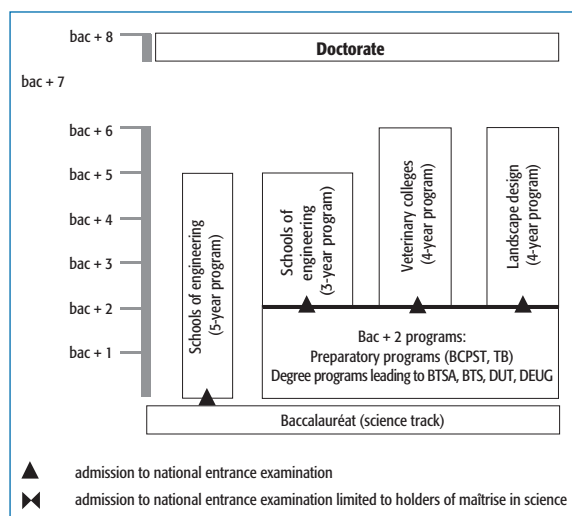 bac + 8
Doctorate
bac + 7
bac + 6
bac + 5
bac + 4
bac + 3
bac + 2
bac + 1
Schools of engineering
(5-year program)
Schools of
engineering
(3-year program)
Veterinary colleges
(4-year program)
Landscape design
(4-year program)
Bac + 2 programs:
Preparatory programs (BCPST, TB)
Degree programs leading to BTSA, BTS, DUT, DEUG
Baccalauréat (science track)
admission to national entrance examination
admission to national entrance examination limited to holders of maîtrise in science